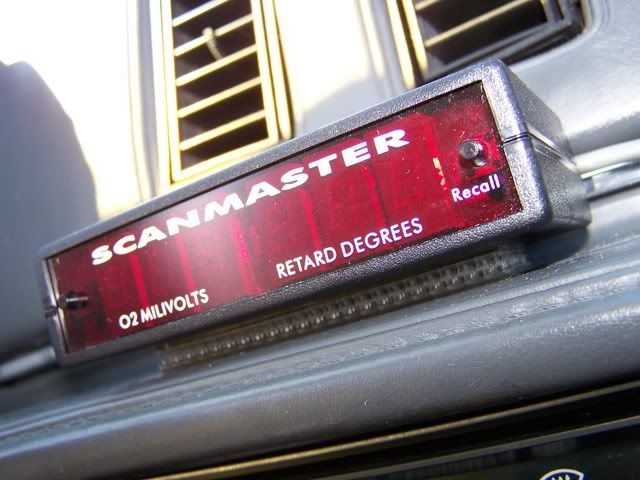 SCANMASTER
Recall
O2 MILIVOLTS
RETARD DEGREES